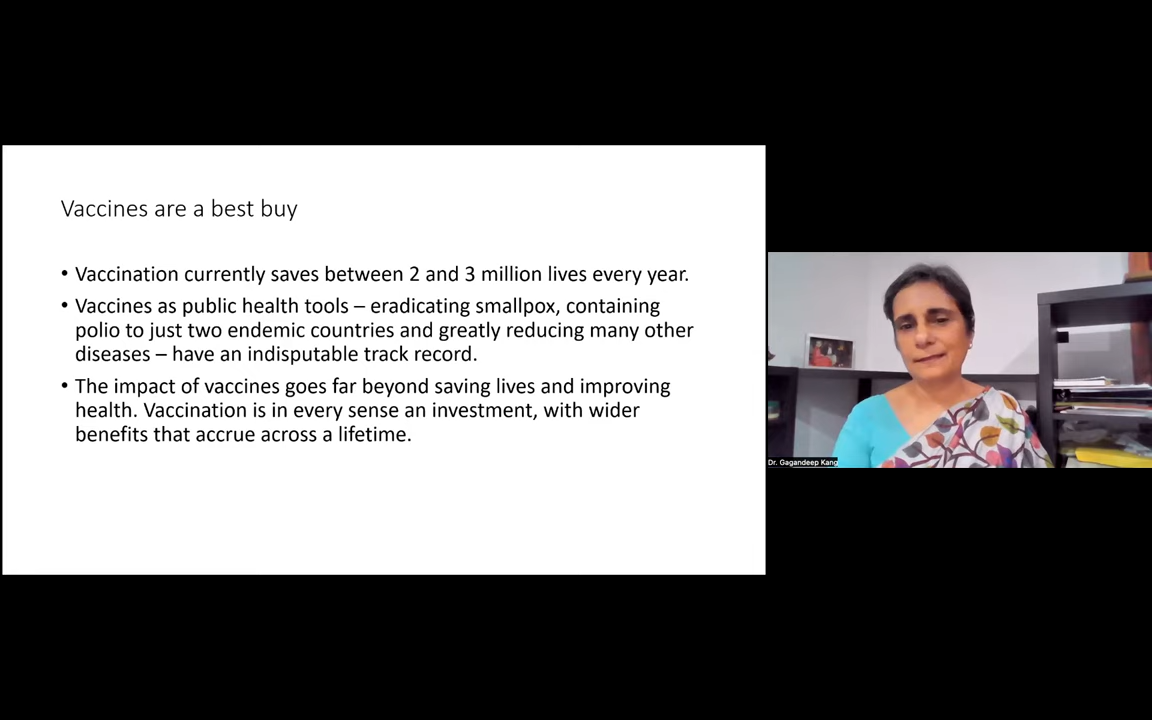 Vaccines are a best buy
• Vaccination currently saves between 2 and 3 million lives every year.
• Vaccines as public health tools – eradicating smallpox, containing
polio to just two endemic countries and greatly reducing many other
diseases – have an indisputable track record.
• The impact of vaccines goes far beyond saving lives and improving
health. Vaccination is in every sense an investment, with wider
benefits that accrue across a lifetime.
Dr. Gagandeep Kang